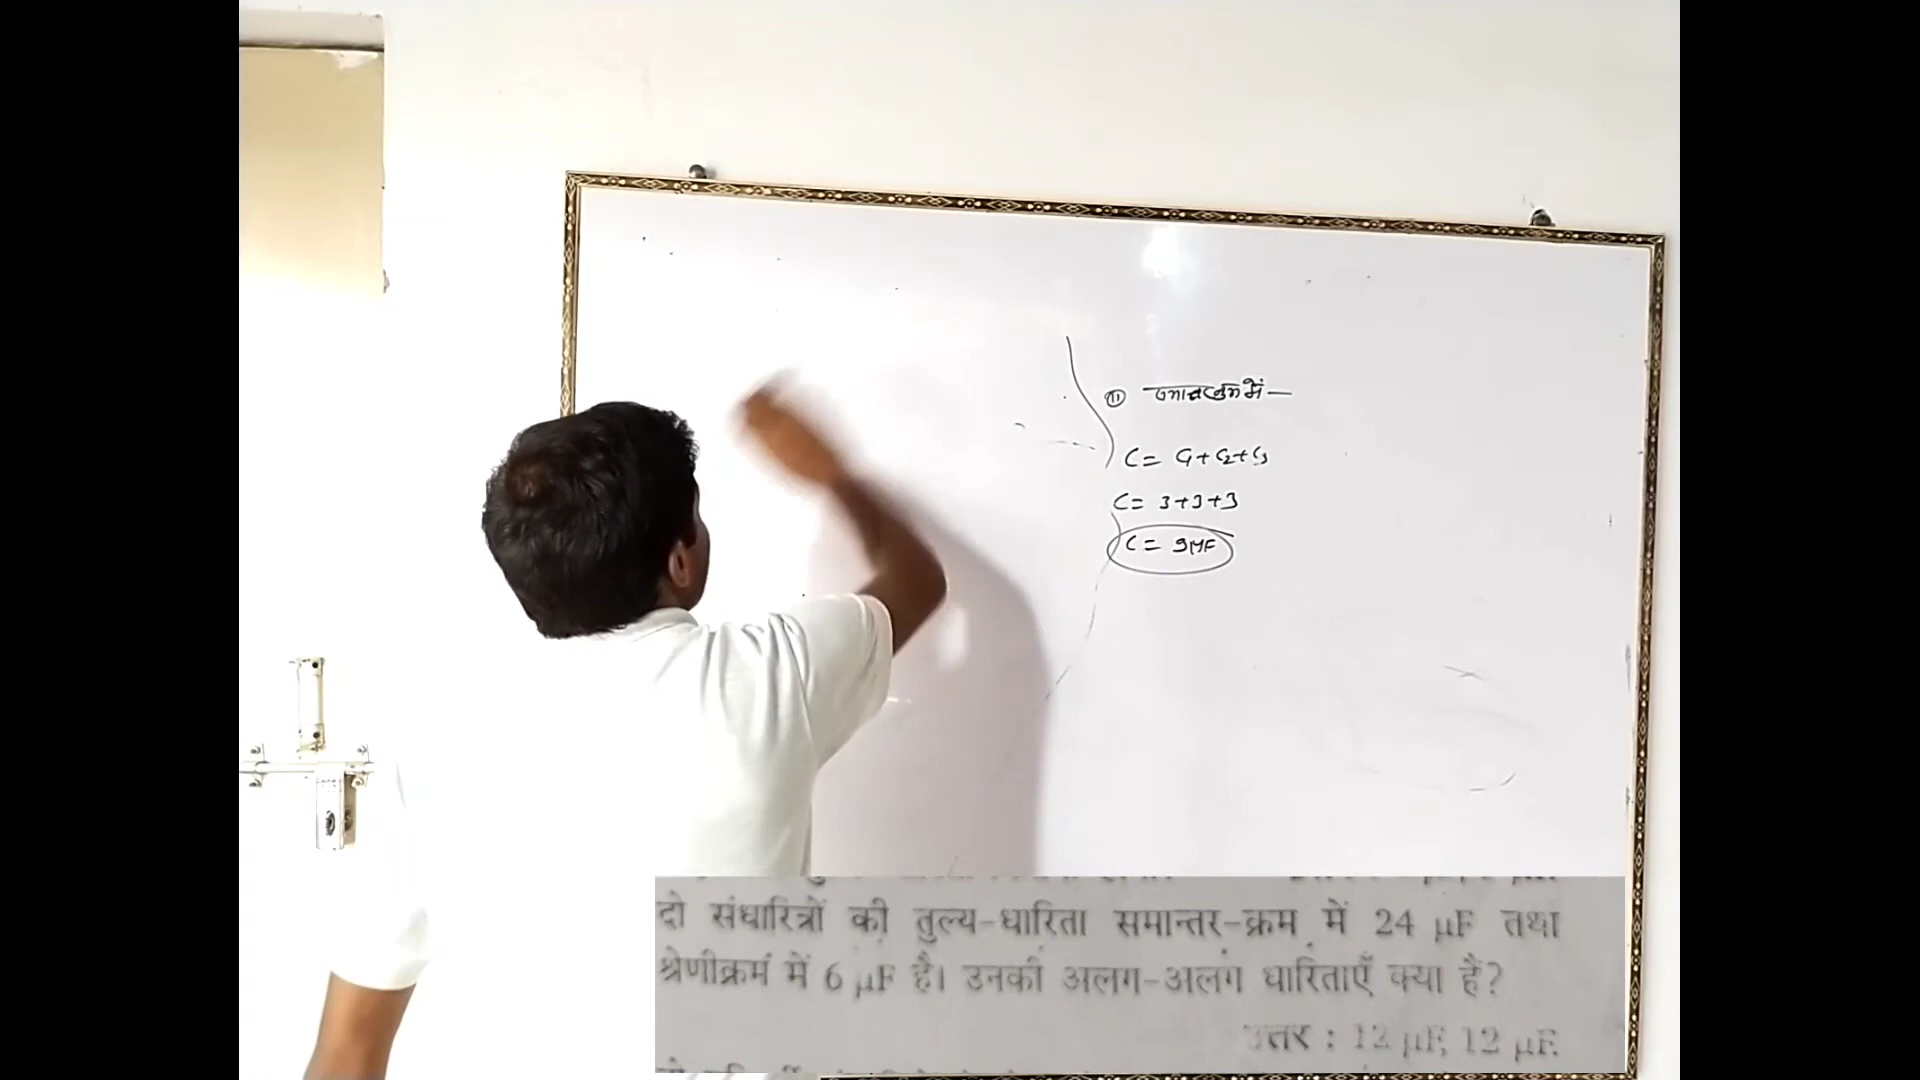 (ii) समान्तरक्रम में —
C = C1 + C2 + C3
C = 3+3+3
C = 9 μF
दो संधारित्रों की तुल्य-धारिता समान्तर-क्रम में 24 μF तथा
श्रेणीक्रम में 6 μF है। उनकी अलग-अलग धारिताएँ क्या हैं?
उत्तर : 12 μF, 12 μF.